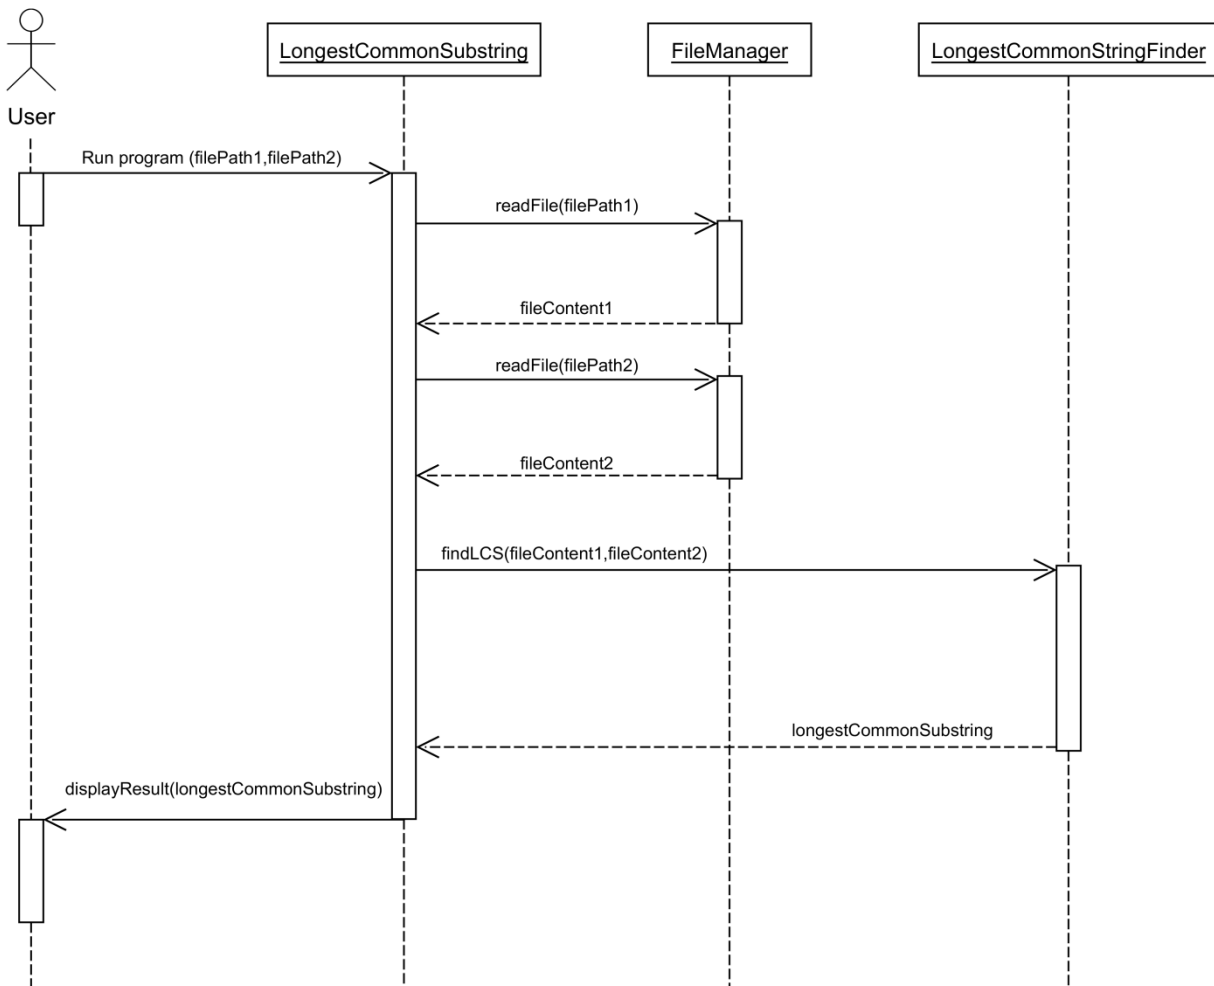 LongestCommonSubstring
FileManager
LongestCommonStringFinder
User
Run program (filePath1,filePath2)
readFile(filePath1)
fileContent1
readFile(filePath2)
fileContent2
findLCS(fileContent1,fileContent2)
longestCommonSubstring
displayResult(longestCommonSubstring)